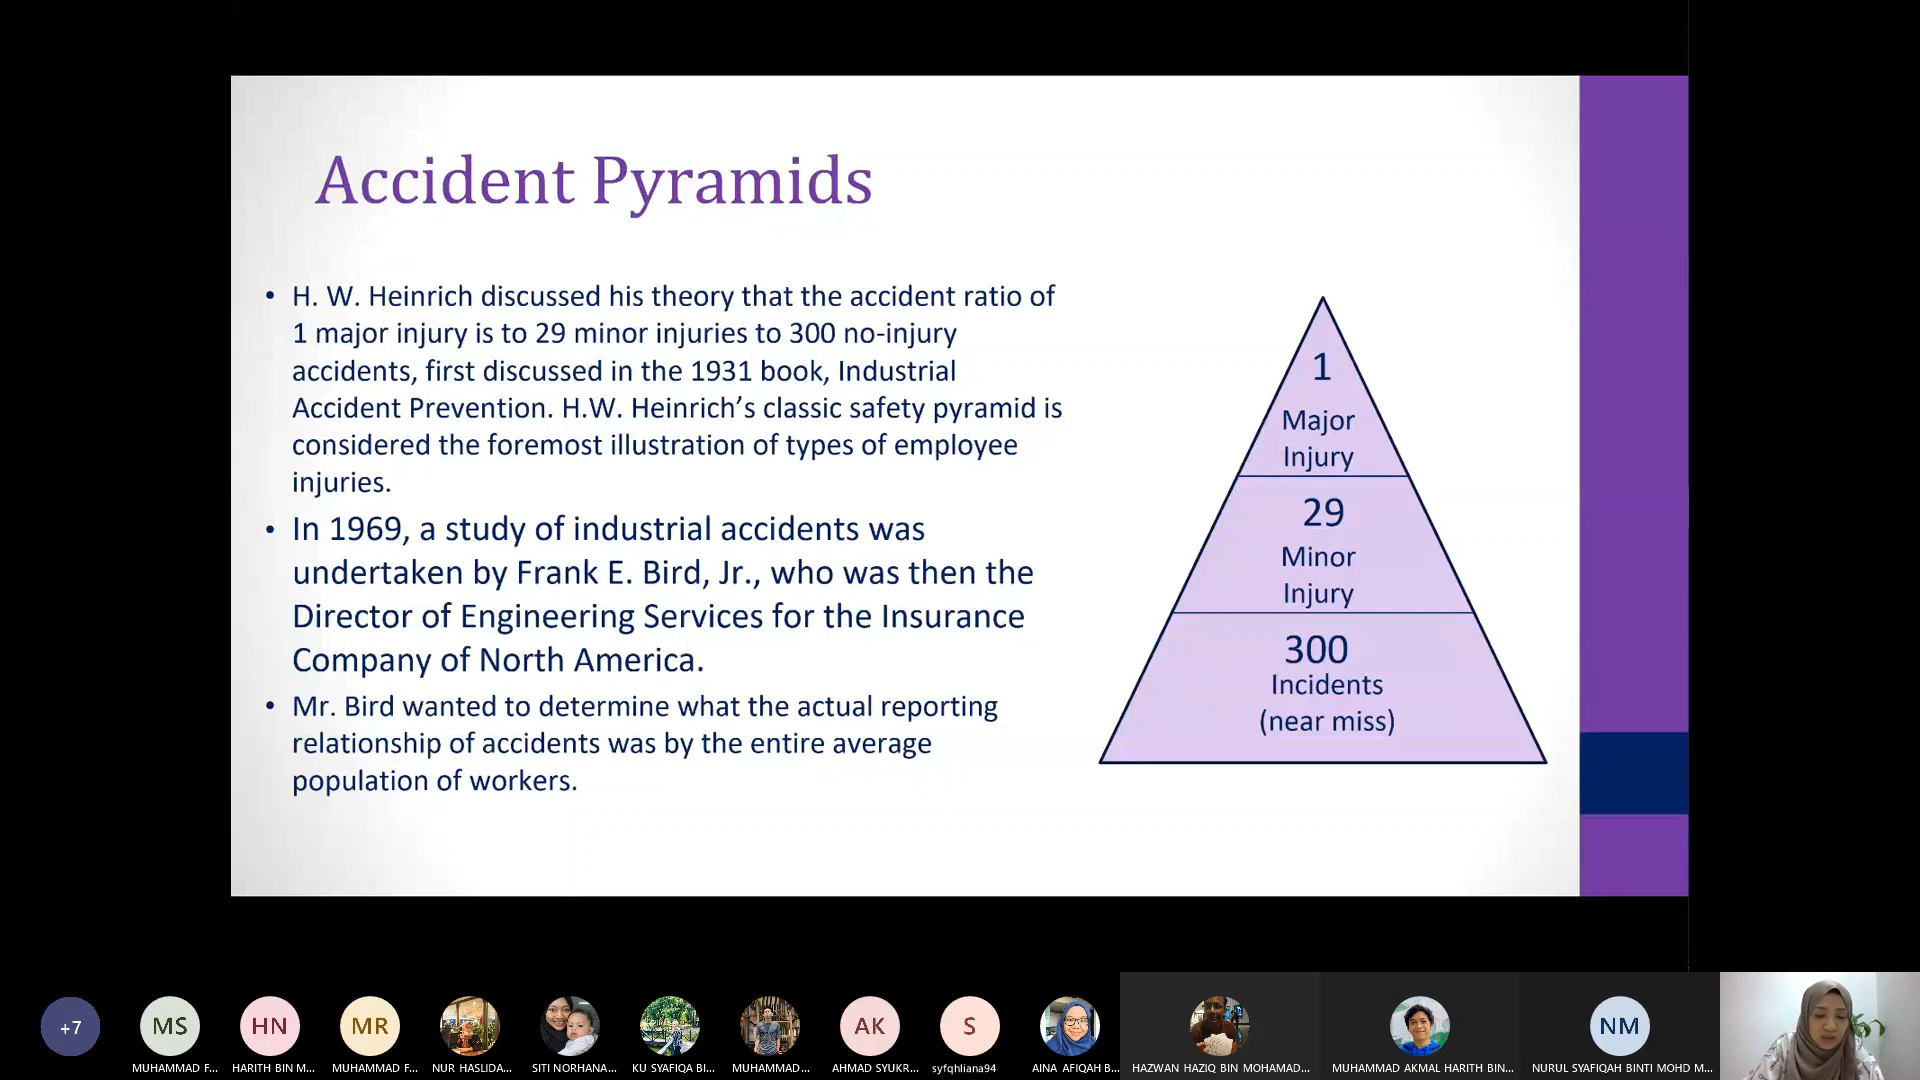 Accident Pyramids
• H. W. Heinrich discussed his theory that the accident ratio of
1 major injury is to 29 minor injuries to 300 no-injury
accidents, first discussed in the 1931 book, Industrial
Accident Prevention. H.W. Heinrich’s classic safety pyramid is
considered the foremost illustration of types of employee
injuries.
• In 1969, a study of industrial accidents was
undertaken by Frank E. Bird, Jr., who was then the
Director of Engineering Services for the Insurance
Company of North America.
• Mr. Bird wanted to determine what the actual reporting
relationship of accidents was by the entire average
population of workers.
1
Major
Injury
29
Minor
Injury
300
Incidents
(near miss)
+7
MS
HN
MR
AK
S
NM
MUHAMMAD F...
HARITH BIN M...
MUHAMMAD F...
NUR HASLIDA...
SITI NORHANA...
KU SYAFIQA BI...
MUHAMMAD...
AHMAD SYUKR...
syfqhliana94
AINA AFIQAH B...
HAZWAN HAZIQ BIN MOHAMAD...
MUHAMMAD AKMAL HARITH BIN...
NURUL SYAFIQAH BINTI MOHD M...